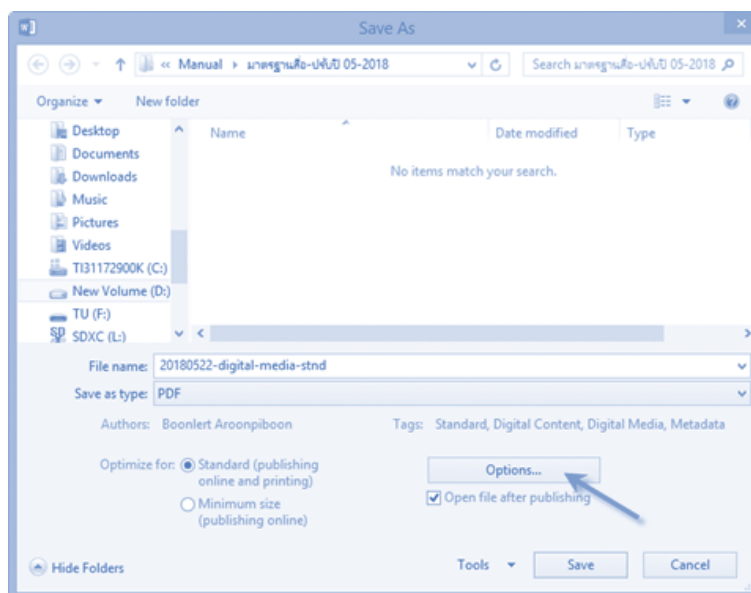 Save As
« Manual › มาตรฐานสื่อ-ปรับปี 05-2018
Search มาตรฐานสื่อ-ปรับปี 05-2018
Organize New folder
Name Date modified Type
No items match your search.
Desktop
Documents
Downloads
Music
Pictures
Videos
TI31172900K (C:)
New Volume (D:)
TU (F:)
SDXC (L:)
File name: 20180522-digital-media-stnd
Save as type: PDF
Authors: Boonlert Aroonpiboon Tags: Standard, Digital Content, Digital Media, Metadata
Optimize for: Standard (publishing
online and printing)
Minimum size
(publishing online)
Options...
Open file after publishing
Hide Folders Tools Save Cancel